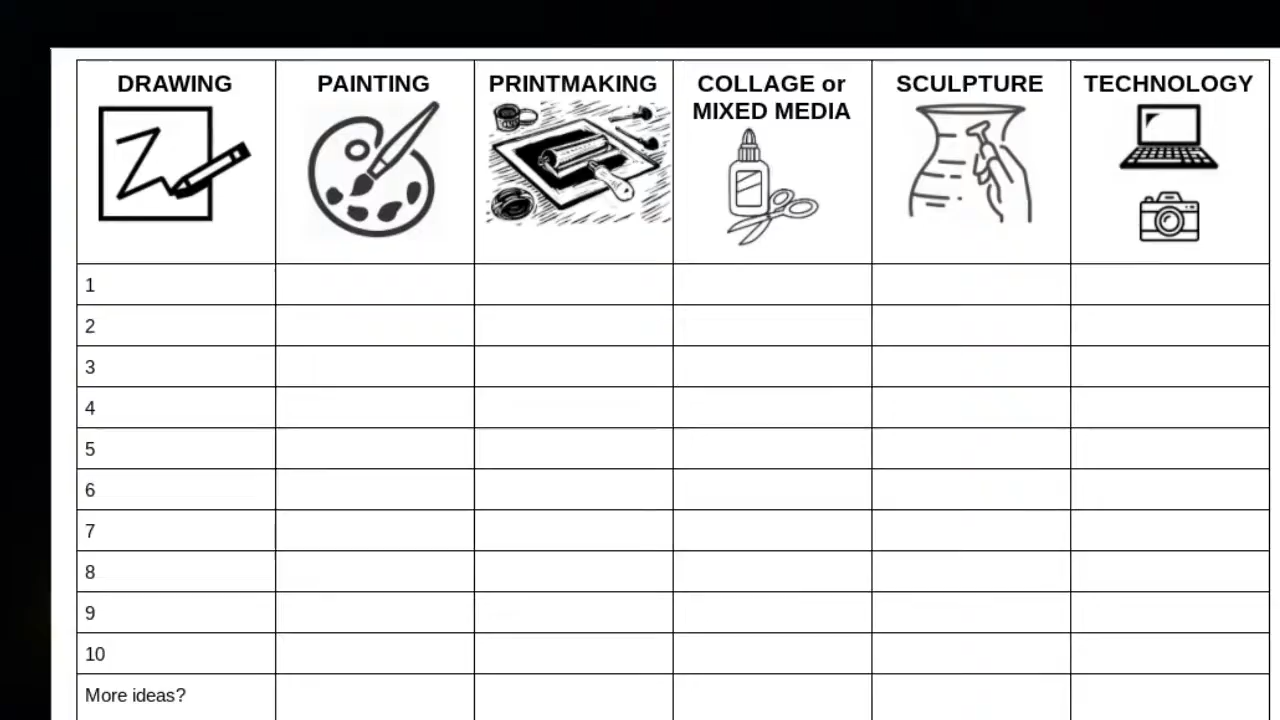 DRAWING
PAINTING
PRINTMAKING
COLLAGE or
MIXED MEDIA
SCULPTURE
TECHNOLOGY
1
2
3
4
5
6
7
8
9
10
More ideas?